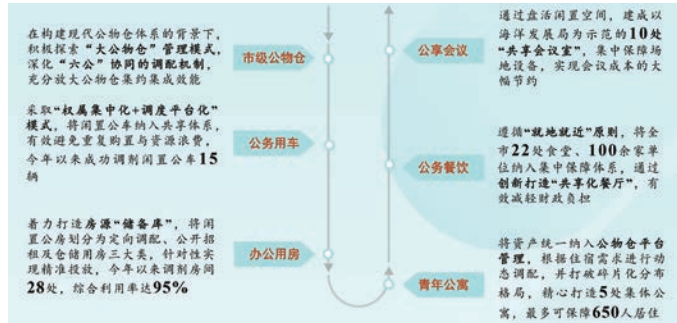 在构建现代公物仓体系的背景下，
积极探索“大公物仓”管理模式，
深化“六公”协同的调配机制，
充分放大公物仓集约集成效能
市级公物仓
采取“权属集中化+调度平台化”
模式，将闲置公车纳入共享体系，
有效避免重复购置与资源浪费，
今年以来成功调剂闲置公车15
辆
公务用车
着力打造房源“储备库”，将闲
置公房划分为定向调配、公开招
租及仓储用房三大类，针对性实
现精准投放，今年以来调剂房间
28处，综合利用率达95%
办公用房
公享会议
通过盘活闲置空间，建成以
海洋发展局为示范的10处
“共享会议室”，集中保障场
地设备，实现会议成本的大
幅节约
公务餐饮
遵循“就地就近”原则，将全
市22处食堂、100余家单
位纳入集中保障体系，通过
创新打造“共享化餐厅”，有
效减轻财政负担
青年公寓
将资产统一纳入公物仓平台
管理，根据住宿需求进行动
态调配，并打破碎片化分布
格局，精心打造5处集体公
寓，最多可保障650人居住